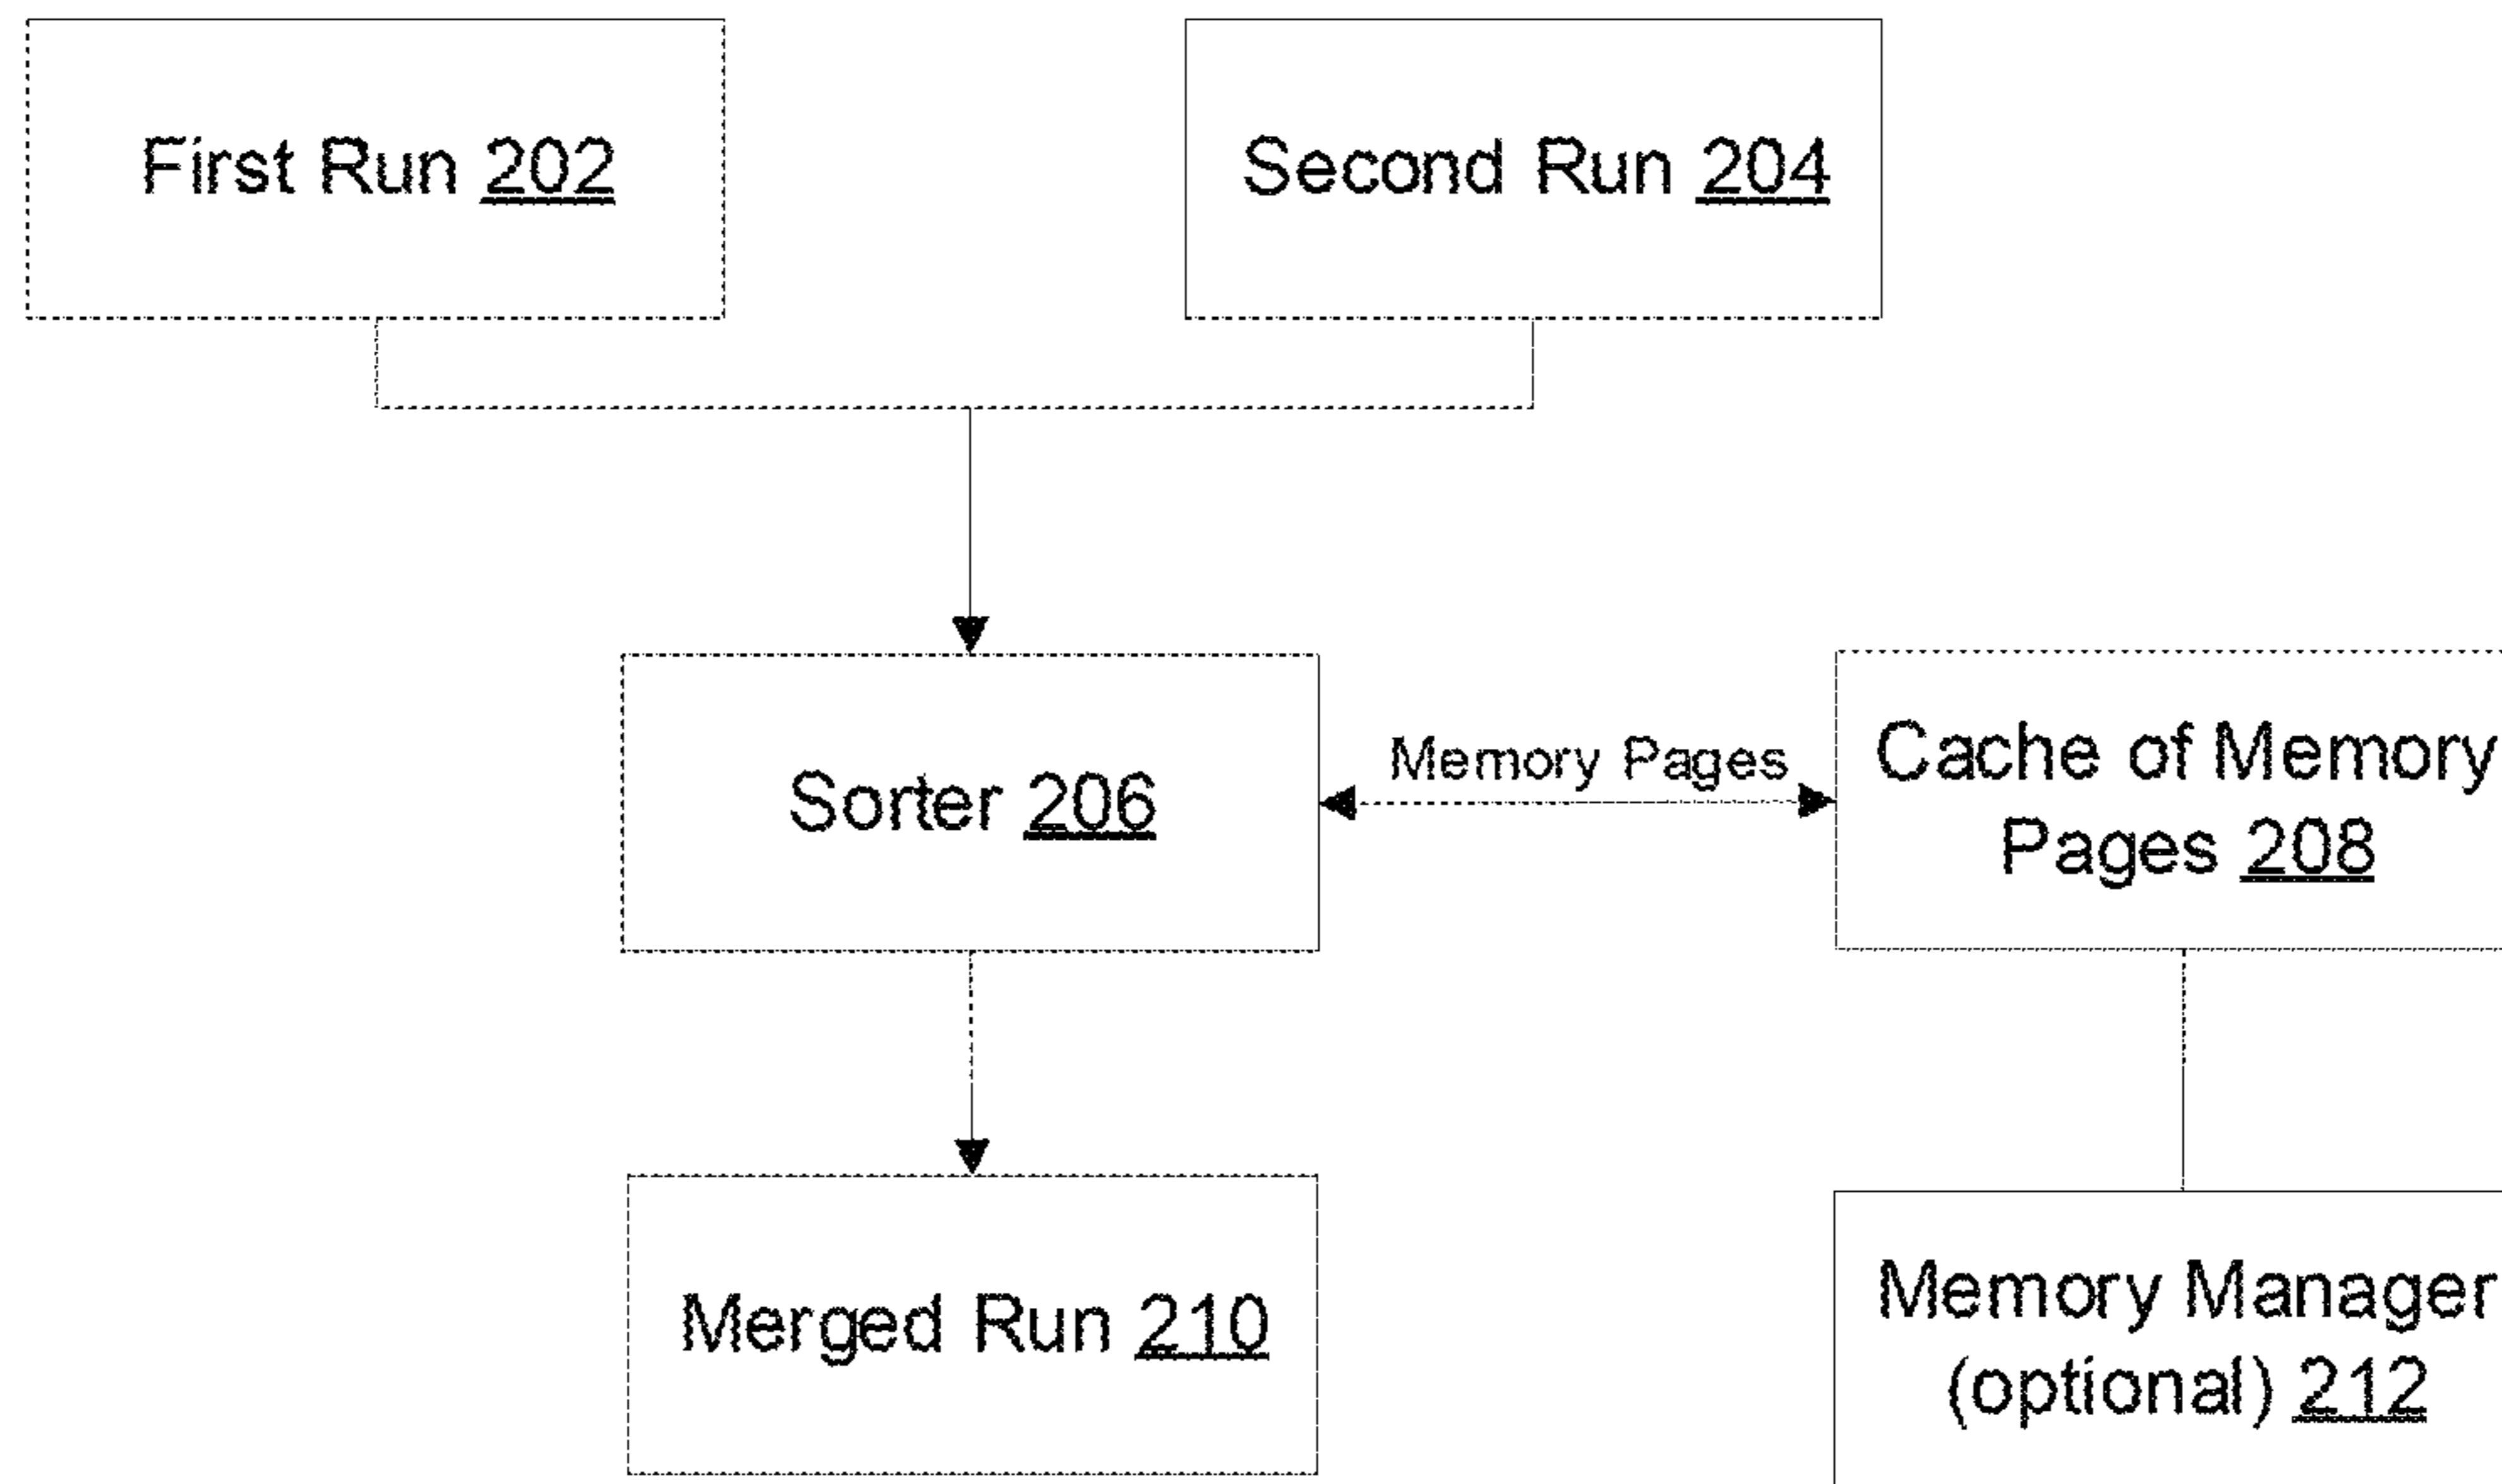 First Run 202
Second Run 204
Sorter 206
Memory Pages
Cache of Memory
Pages 208
Merged Run 210
Memory Manager
(optional) 212